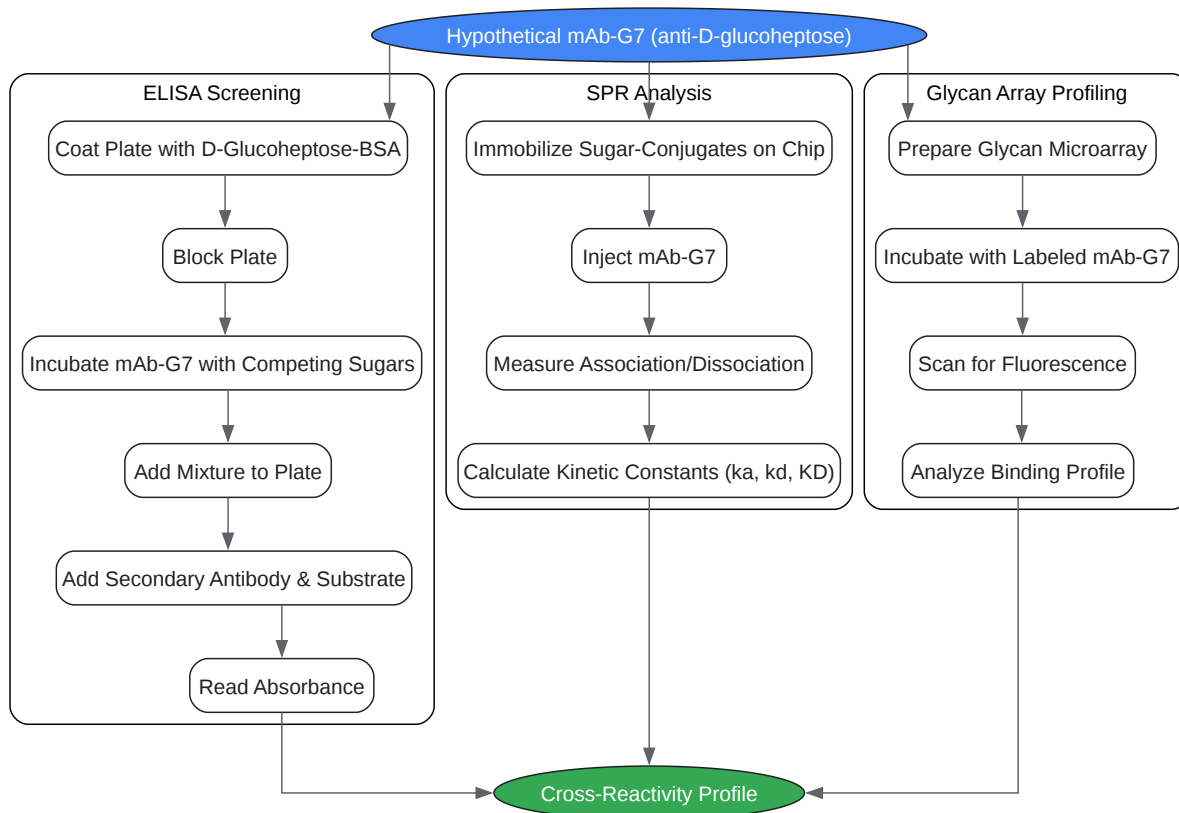 Hypothetical mAb-G7 (anti-D-glucoheptose)
ELISA Screening
Coat Plate with D-Glucoheptose-BSA
Block Plate
Incubate mAb-G7 with Competing Sugars
Add Mixture to Plate
Add Secondary Antibody & Substrate
Read Absorbance
SPR Analysis
Immobilize Sugar-Conjugates on Chip
Inject mAb-G7
Measure Association/Dissociation
Calculate Kinetic Constants (ka, kd, KD)
Glycan Array Profiling
Prepare Glycan Microarray
Incubate with Labeled mAb-G7
Scan for Fluorescence
Analyze Binding Profile
Cross-Reactivity Profile